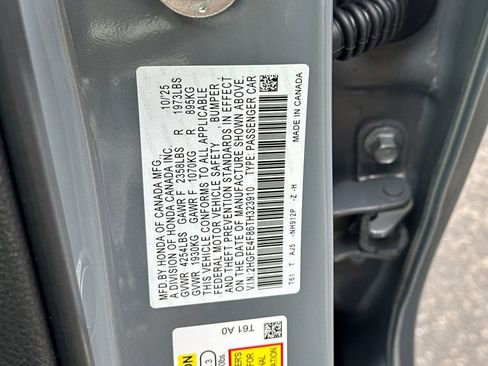 MFD.BY HONDA OF CANADA MFG. 10/25
A DIVISION OF HONDA CANADA INC.
GVWR 4254LBS GAWR F 2358LBS R 1973LBS
GVWR 1930KG GAWR F 1070KG R 895KG
THIS VEHICLE CONFORMS TO ALL APPLICABLE
FEDERAL MOTOR VEHICLE SAFETY, BUMPER,
AND THEFT PREVENTION STANDARDS IN EFFECT
ON THE DATE OF MANUFACTURE SHOWN ABOVE.
V.I.N.:2HGFE4F86TH323910 TYPE:PASSENGER CAR
T61 T AJ5 -NH912P -Z -H MADE IN CANADA
T61 A0